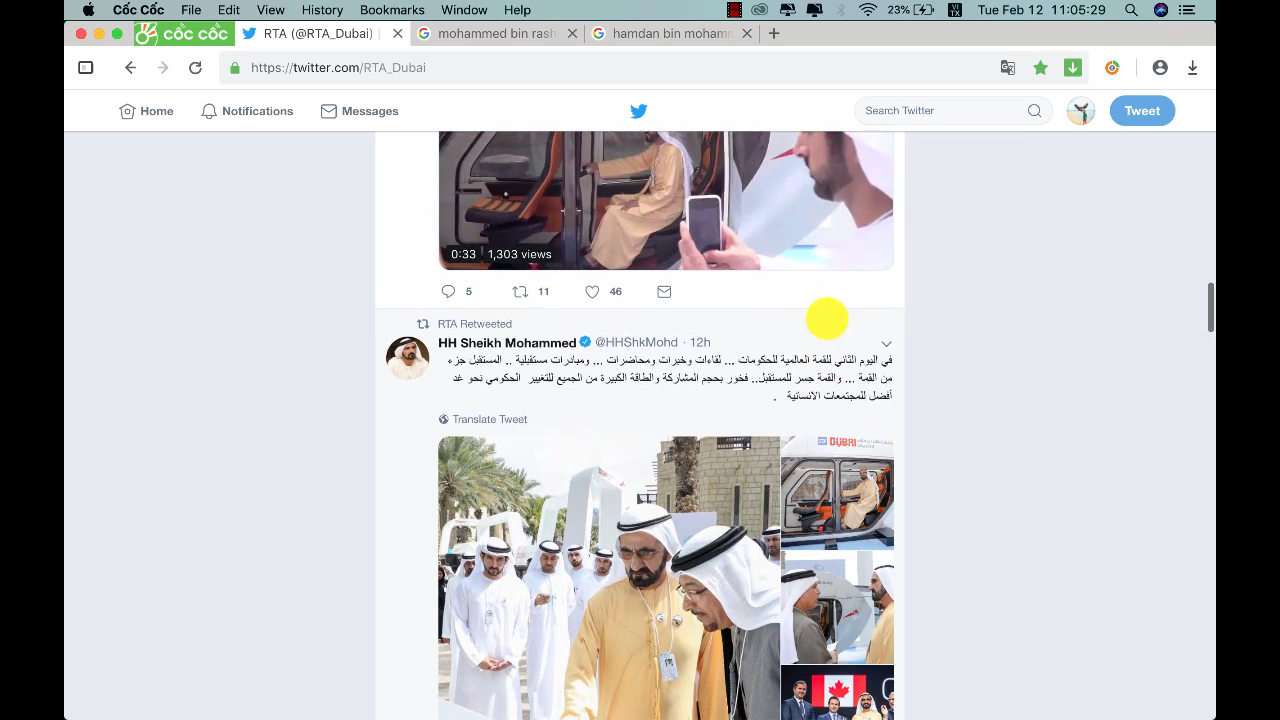 Cốc Cốc File Edit View History Bookmarks Window Help VI TX 23% Tue Feb 12 11:05:29
cốc cốc RTA (@RTA_Dubai) | mohammed bin rash hamdan bin mohamm
https://twitter.com/RTA_Dubai
Home Notifications Messages Search Twitter Tweet
0:33 1,303 views
5 11 46
RTA Retweeted
HH Sheikh Mohammed @HHShkMohd · 12h
في اليوم الثاني للقمة العالمية للحكومات ... لقاءات وخبرات ومحاضرات ... ومبادرات مستقبلية .. المستقبل جزء
من القمة ... والقمة جسر للمستقبل.. فخور بحجم المشاركة والطاقة الكبيرة من الجميع للتغيير الحكومي نحو غد
أفضل للمجتمعات الانسانية .
Translate Tweet
DUBAI